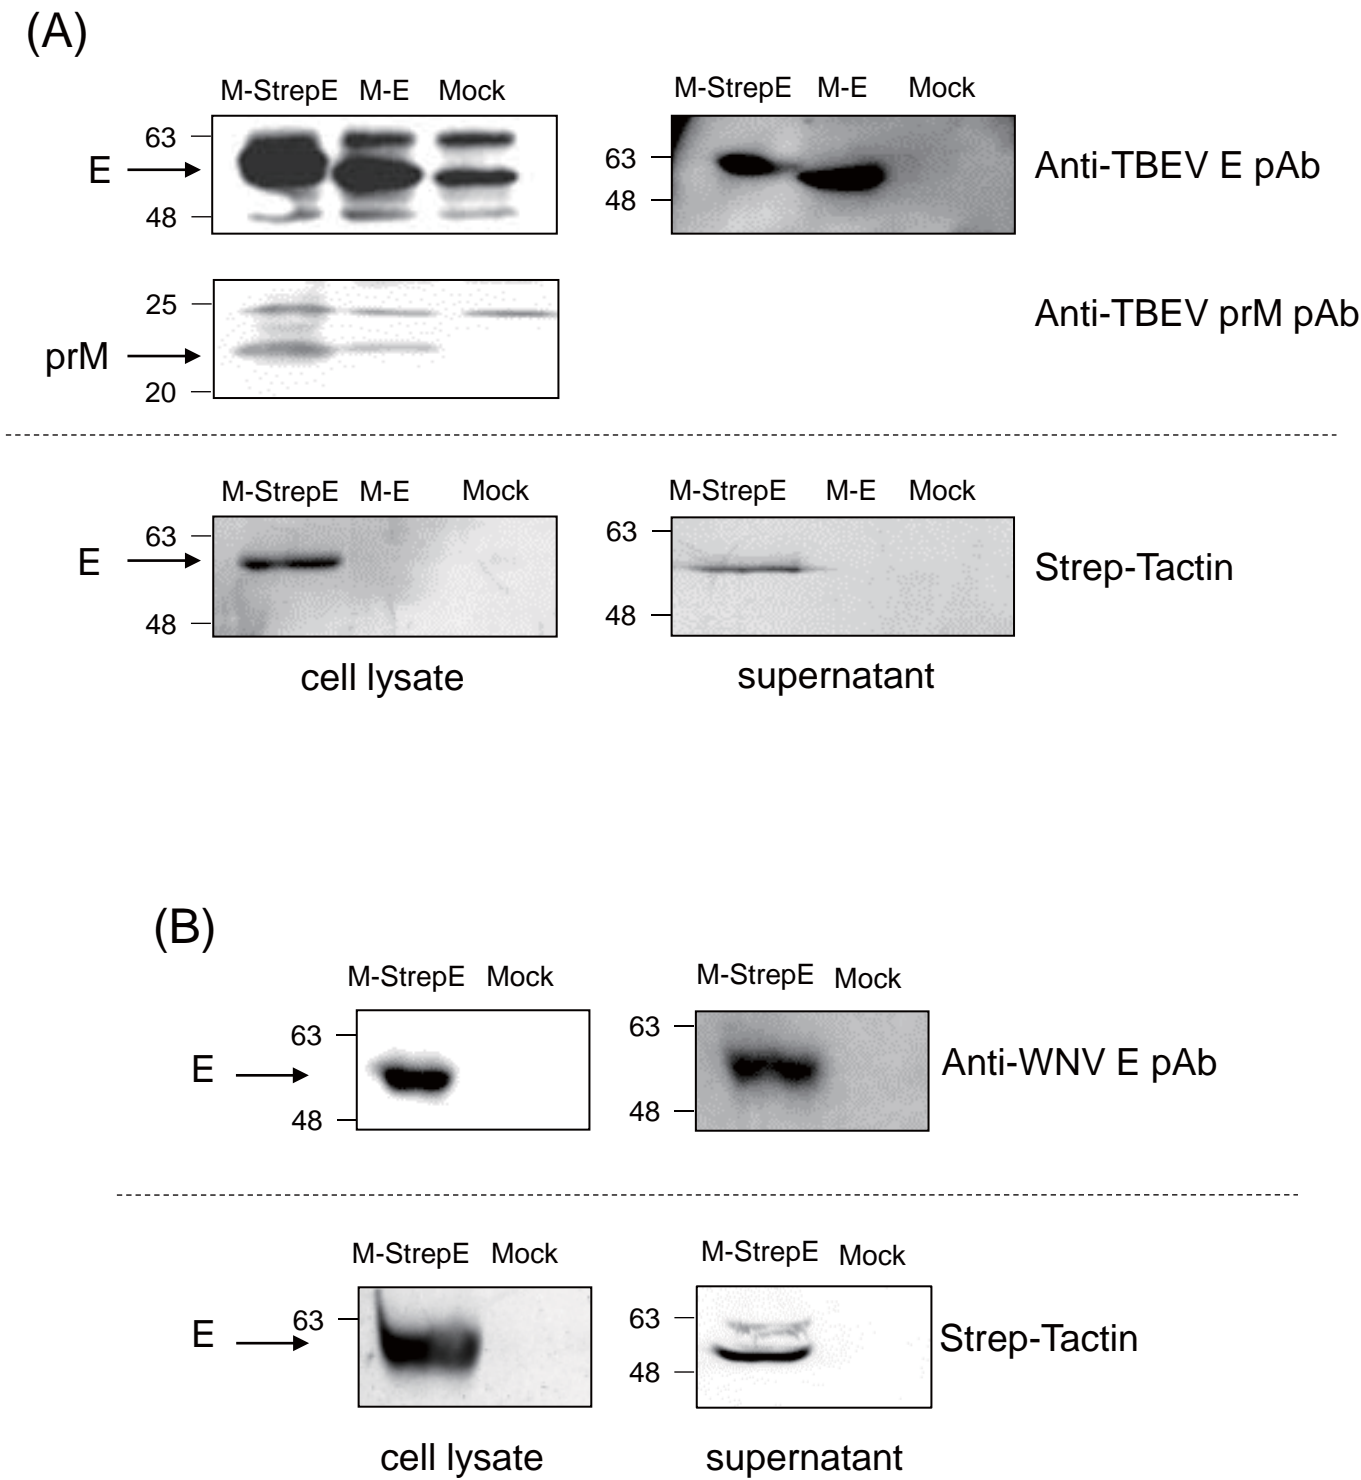 (A)
M-StrepE M-E Mock
63
E
48
M-StrepE M-E Mock
63
48
Anti-TBEV E pAb
25
prM
20
Anti-TBEV prM pAb
M-StrepE M-E Mock
63
E
48
cell lysate
M-StrepE M-E Mock
63
48
supernatant
Strep-Tactin
(B)
M-StrepE Mock
63
E
48
M-StrepE Mock
63
48
Anti-WNV E pAb
M-StrepE Mock
63
E
cell lysate
M-StrepE Mock
63
48
supernatant
Strep-Tactin